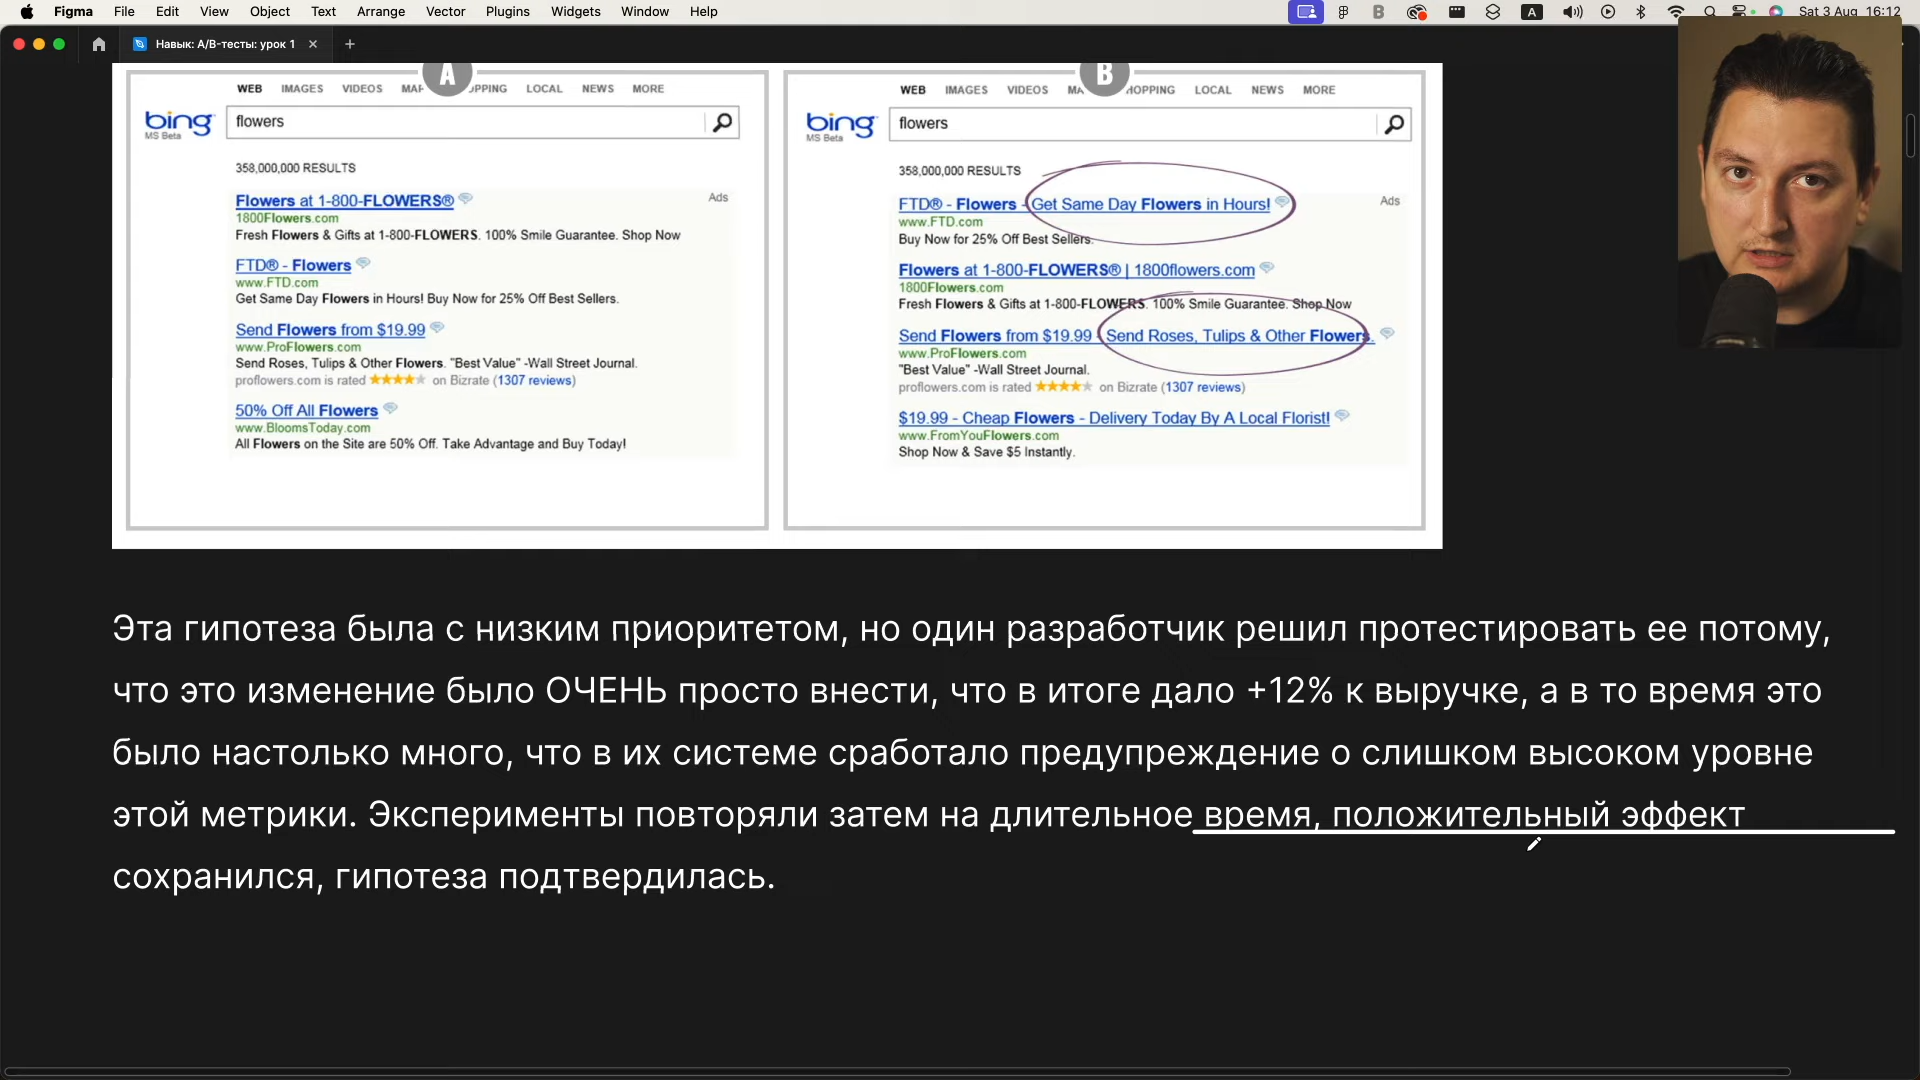 Figma File Edit View Object Text Arrange Vector Plugins Widgets Window Help A Sat 3 Aug 16:12
Навык: A/B-тесты: урок 1
A
WEB IMAGES VIDEOS LOCAL NEWS MORE
bing
MS Beta
flowers
358,000,000 RESULTS
Ads
Flowers at 1-800-FLOWERS®
1800Flowers.com
Fresh Flowers & Gifts at 1-800-FLOWERS. 100% Smile Guarantee. Shop Now
FTD® - Flowers
www.FTD.com
Get Same Day Flowers in Hours! Buy Now for 25% Off Best Sellers.
Send Flowers from $19.99
www.ProFlowers.com
Send Roses, Tulips & Other Flowers. "Best Value" -Wall Street Journal.
proflowers.com is rated on Bizrate (1307 reviews)
50% Off All Flowers
www.BloomsToday.com
All Flowers on the Site are 50% Off. Take Advantage and Buy Today!
B
WEB IMAGES VIDEOS LOCAL NEWS MORE
bing
MS Beta
flowers
358,000,000 RESULTS
Ads
FTD® - Flowers - Get Same Day Flowers in Hours!
www.FTD.com
Buy Now for 25% Off Best Sellers.
Flowers at 1-800-FLOWERS® | 1800flowers.com
1800Flowers.com
Fresh Flowers & Gifts at 1-800-FLOWERS. 100% Smile Guarantee. Shop Now
Send Flowers from $19.99 - Send Roses, Tulips & Other Flowers.
www.ProFlowers.com
"Best Value" -Wall Street Journal.
proflowers.com is rated on Bizrate (1307 reviews)
$19.99 - Cheap Flowers - Delivery Today By A Local Florist!
www.FromYouFlowers.com
Shop Now & Save $5 Instantly.
Эта гипотеза была с низким приоритетом, но один разработчик решил протестировать ее потому,
что это изменение было ОЧЕНЬ просто внести, что в итоге дало +12% к выручке, а в то время это
было настолько много, что в их системе сработало предупреждение о слишком высоком уровне
этой метрики. Эксперименты повторяли затем на длительное время, положительный эффект
сохранился, гипотеза подтвердилась.